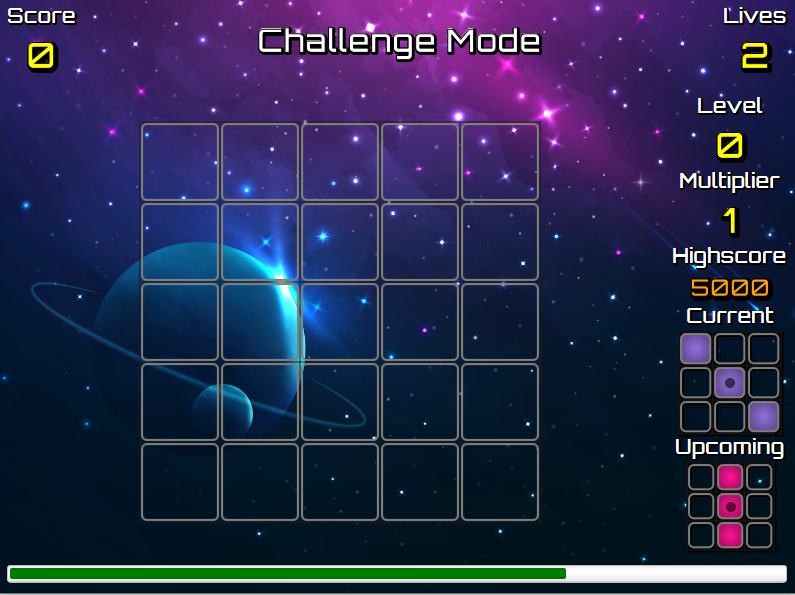 Score
0
Challenge Mode
Lives
2
Level
0
Multiplier
1
Highscore
5000
Current
Upcoming